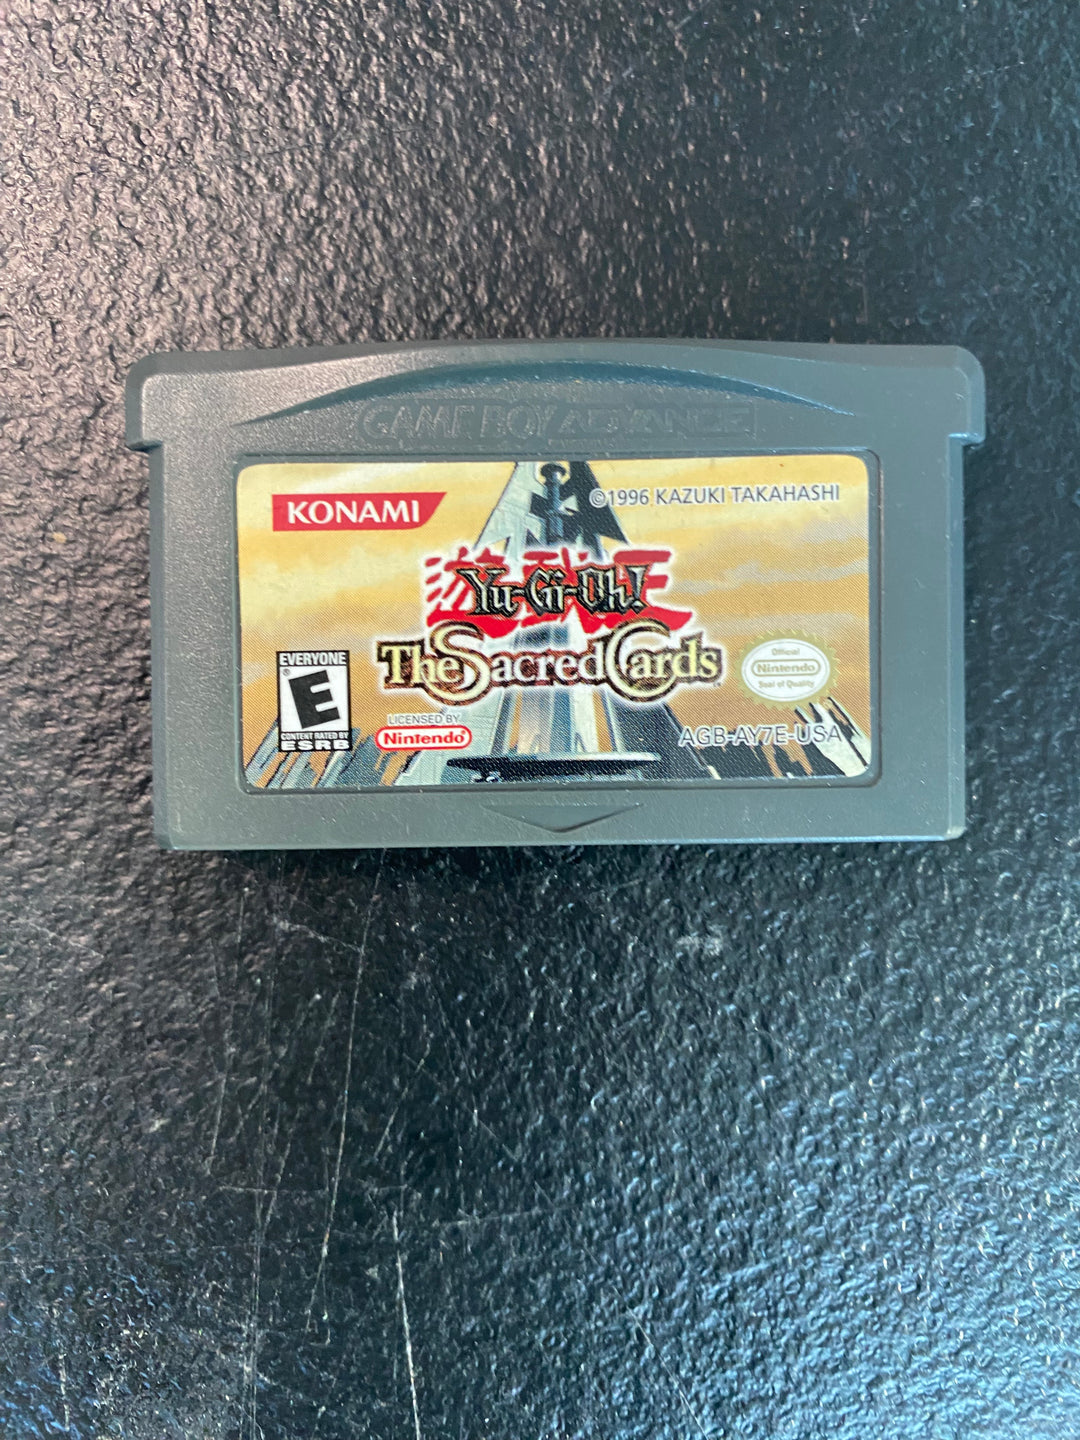 GAME BOY ADVANCE
KONAMI
©1996 KAZUKI TAKAHASHI
遊戯王
Yu-Gi-Oh!
The Sacred Cards
EVERYONE
E
CONTENT RATED BY
ESRB
LICENSED BY
Nintendo
Official
Nintendo
Seal of Quality
AGB-AY7E-USA